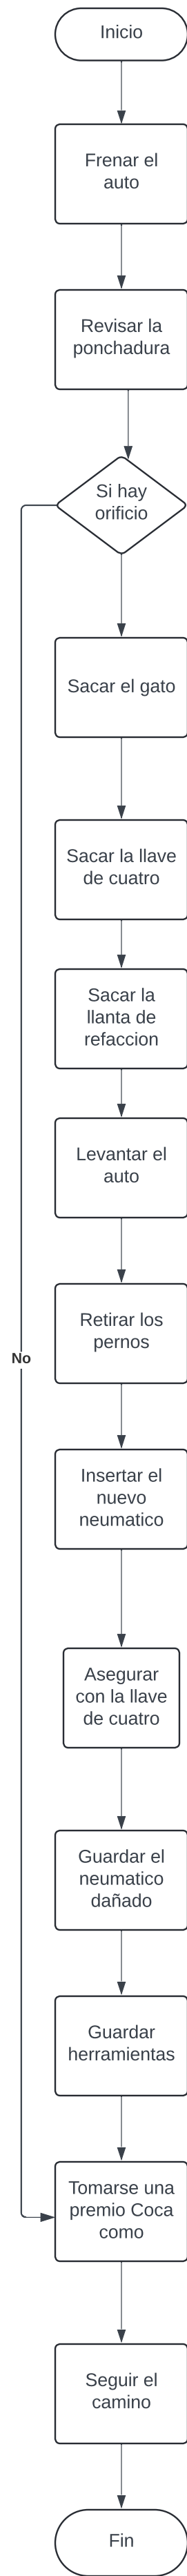 Inicio
Frenar el
auto
Revisar la
ponchadura
Si hay
orificio
Sacar el gato
Sacar la llave
de cuatro
Sacar la
llanta de
refaccion
Levantar el
auto
Retirar los
pernos
No
Insertar el
nuevo
neumatico
Asegurar
con la llave
de cuatro
Guardar el
neumatico
dañado
Guardar
herramientas
Tomarse una
premio Coca
como
Seguir el
camino
Fin